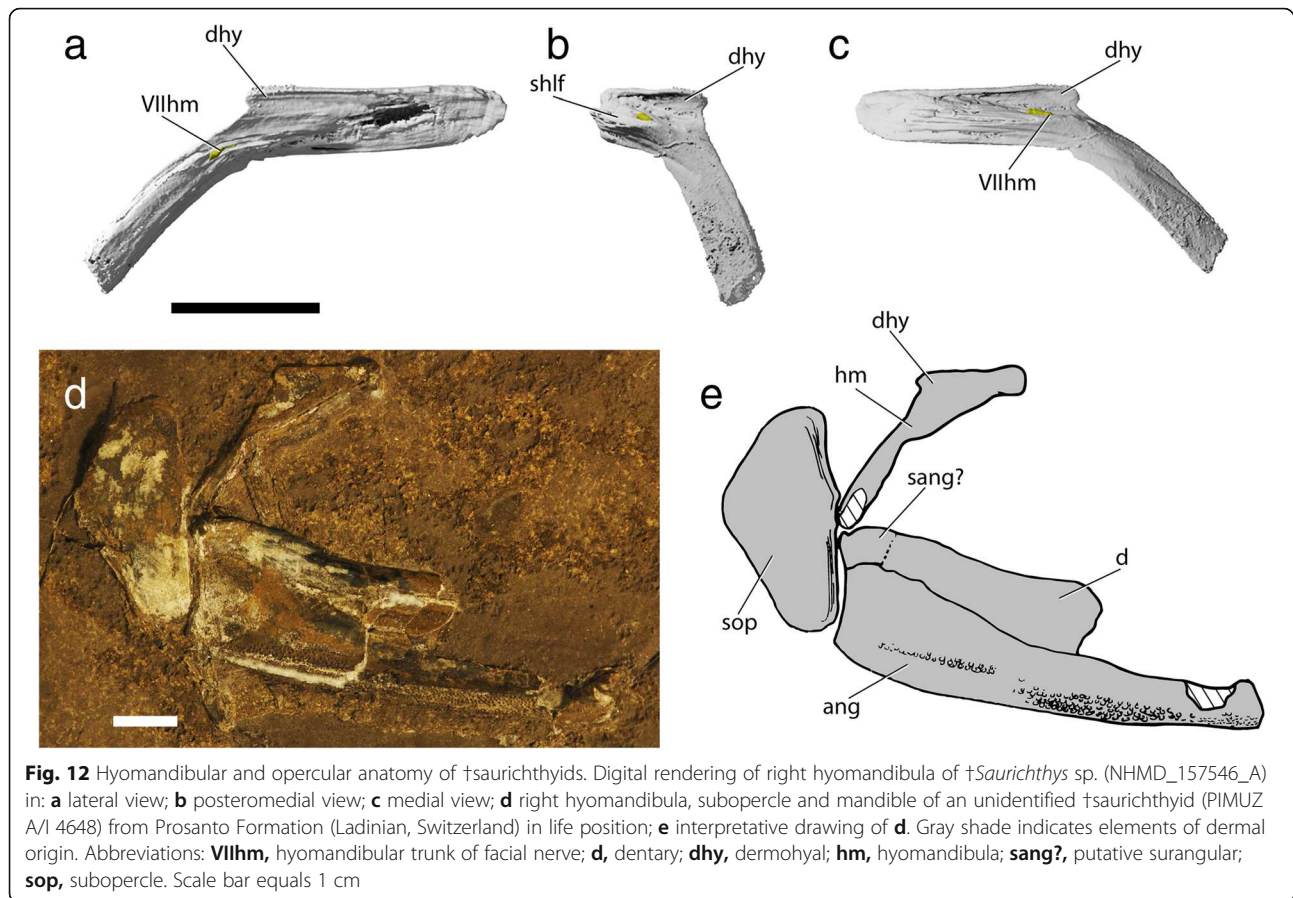 a
dhy
VIIhm
b
dhy
shlf
c
dhy
VIIhm
d
e
dhy
hm
sang?
d
sop
ang
Fig. 12 Hyomandibular and opercular anatomy of †saurichthyids. Digital rendering of right hyomandibula of †Saurichthys sp. (NHMD_157546_A)
in: a lateral view; b posteromedial view; c medial view; d right hyomandibula, subopercle and mandible of an unidentified †saurichthyid (PIMUZ
A/I 4648) from Prosanto Formation (Ladinian, Switzerland) in life position; e interpretative drawing of d. Gray shade indicates elements of dermal
origin. Abbreviations: VIIhm, hyomandibular trunk of facial nerve; d, dentary; dhy, dermohyal; hm, hyomandibula; sang?, putative surangular;
sop, subopercle. Scale bar equals 1 cm